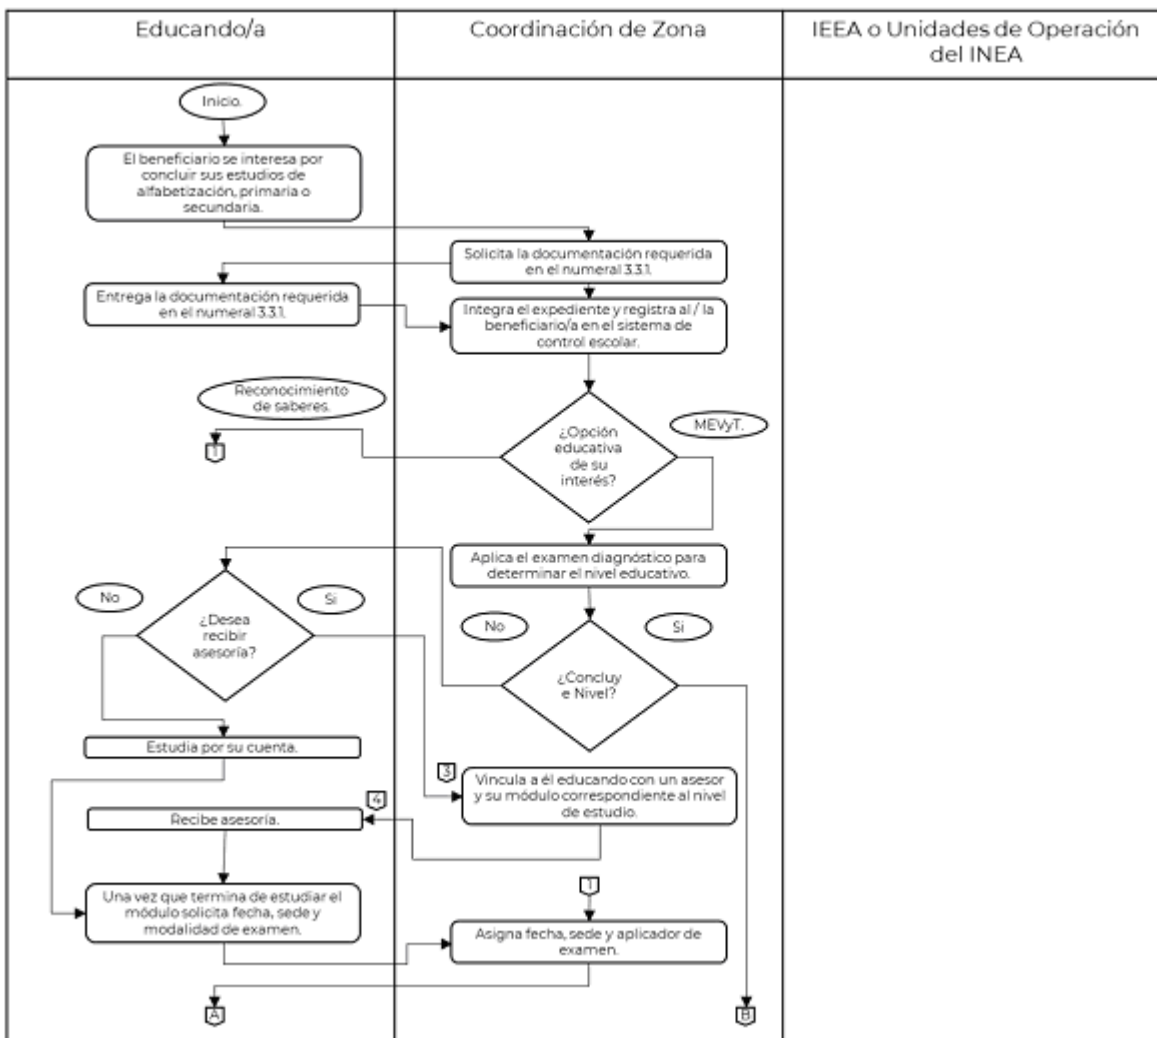 Educando/a
Coordinación de Zona
IEEA o Unidades de Operación
del INEA
Inicio.
El beneficiario se interesa por
concluir sus estudios de
alfabetización, primaria o
secundaria.
Solicita la documentación requerida
en el numeral 3.3.1.
Entrega la documentación requerida
en el numeral 3.3.1.
Integra el expediente y registra al / la
beneficiario/a en el sistema de
control escolar.
Reconocimiento
de saberes.
¿Opción
educativa
de su
interés?
MEVyT.
1
Aplica el examen diagnóstico para
determinar el nivel educativo.
No
Si
¿Desea
recibir
asesoría?
No
Si
¿Concluy
e Nivel?
Estudia por su cuenta.
3
Vincula a él educando con un asesor
y su módulo correspondiente al nivel
de estudio.
4
Recibe asesoría.
1
Una vez que termina de estudiar el
módulo solicita fecha, sede y
modalidad de examen.
Asigna fecha, sede y aplicador de
examen.
A
B